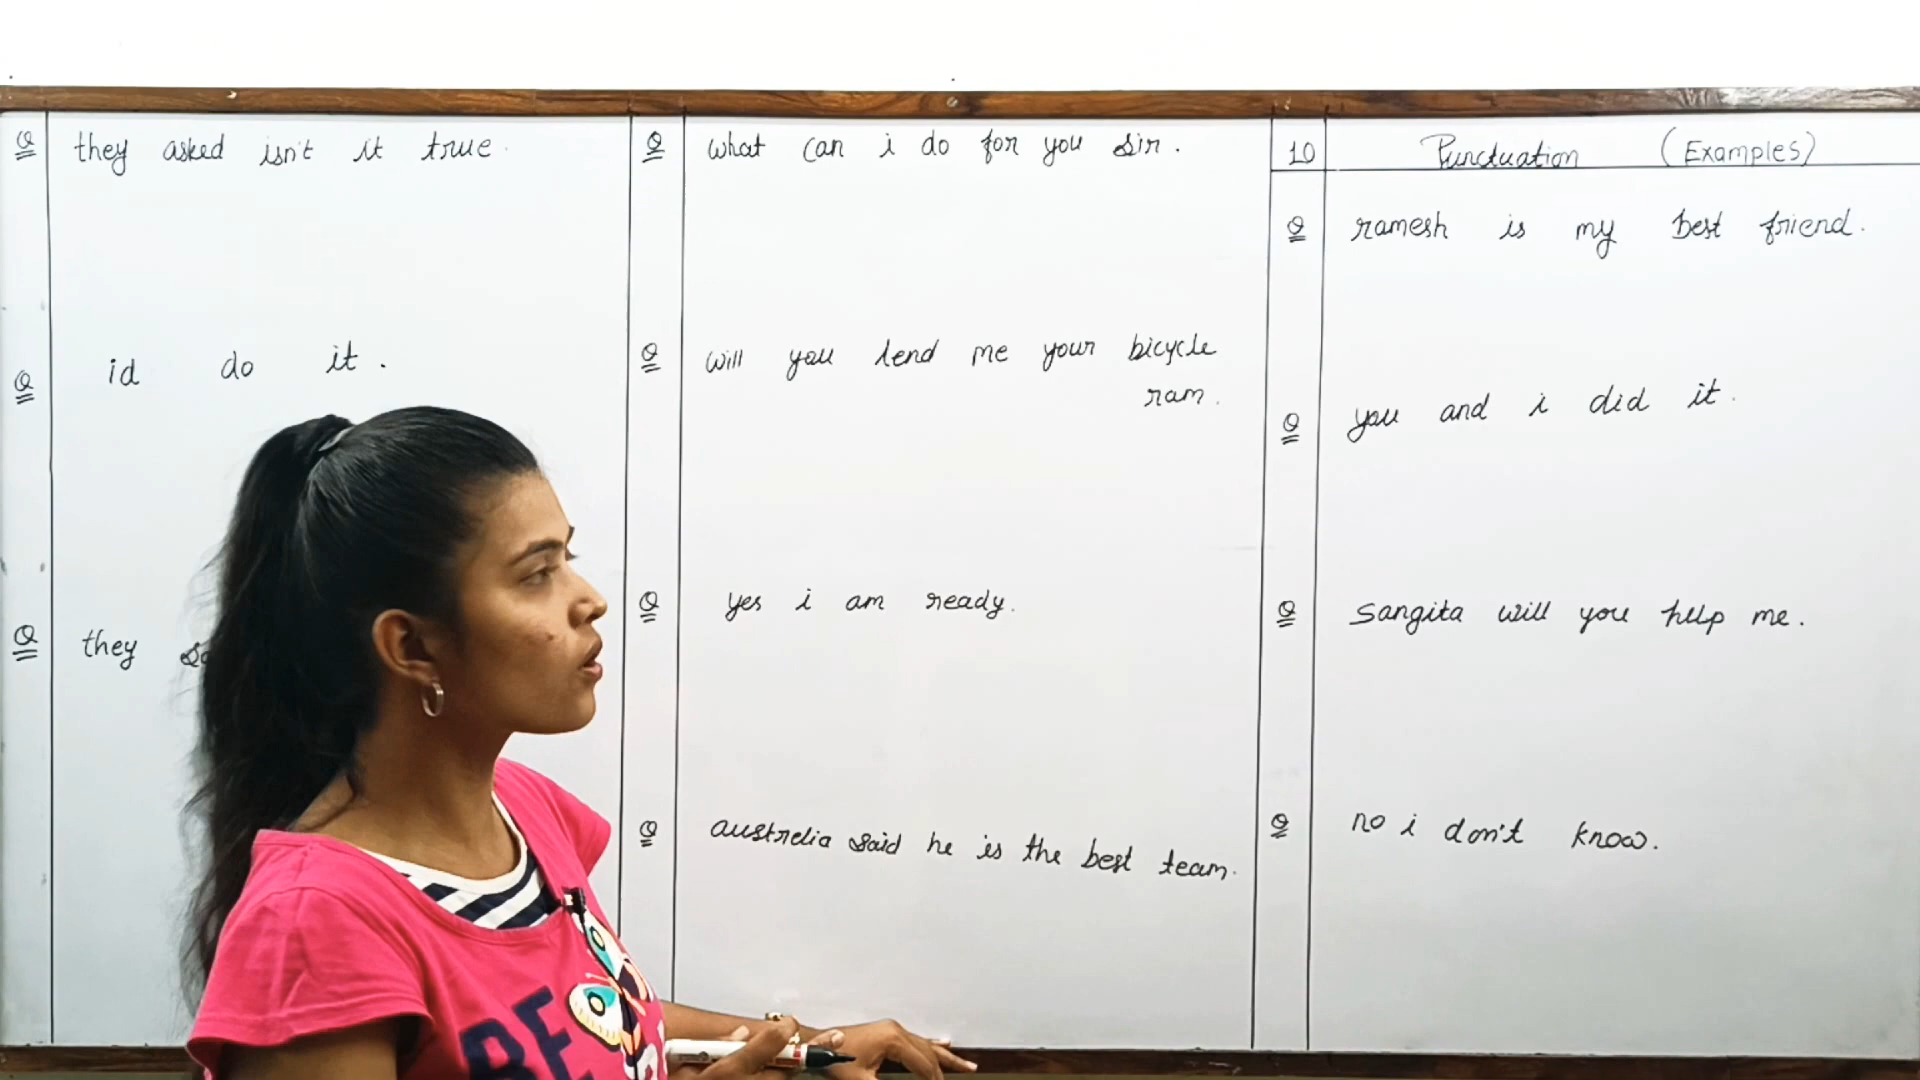 Q they asked isn't it true.
Q id do it.
Q they
Q what can i do for you sir.
Q will you lend me your bicycle
ram.
Q yes i am ready.
Q australia said he is the best team.
10 Punctuation (Examples)
Q ramesh is my best friend.
Q you and i did it.
Q sangita will you help me.
Q no i don't know.
BE